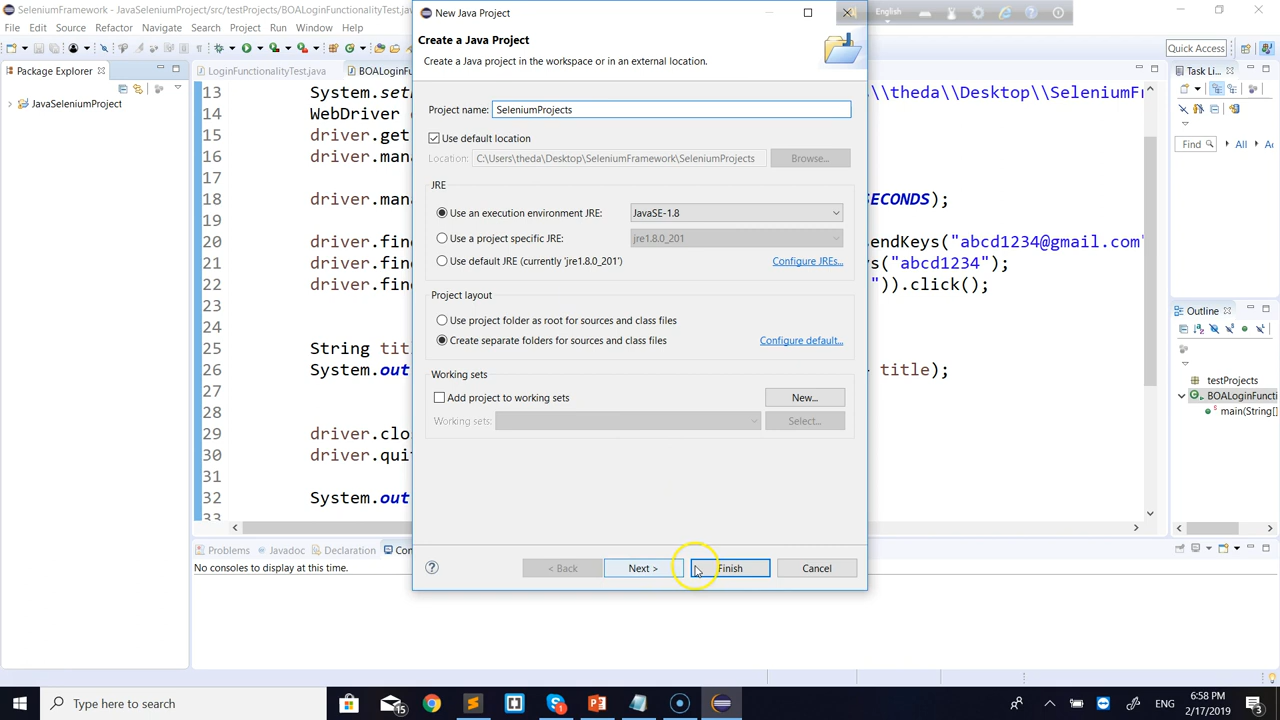 SeleniumFramework - JavaSeleniumProject/src/testProjects/BOALoginFunctionalityTest.java
New Java Project
English
File Edit Source Refactor Navigate Search Project Run Window Help
Create a Java Project
Create a Java project in the workspace or in an external location.
Quick Access
Package Explorer
LoginFunctionalityTest.java
BOALoginFu
Task Li
JavaSeleniumProject
13 System.set
\\theda\\Desktop\\SeleniumFr
14 WebDriver
15 driver.get
16 driver.man
17
18 driver.man
ECONDS);
19
20 driver.fin
endKeys("abcd1234@gmail.com"
21 driver.fin
s("abcd1234");
22 driver.fin
")).click();
23
24
25 String tit
26 System.out
title);
27
28
29 driver.clo
30 driver.qui
31
32 System.out
33
Project name: SeleniumProjects
Use default location
Location: C:\Users\theda\Desktop\SeleniumFramework\SeleniumProjects Browse...
JRE
Use an execution environment JRE: JavaSE-1.8
Use a project specific JRE: jre1.8.0_201
Use default JRE (currently 'jre1.8.0_201') Configure JREs...
Project layout
Use project folder as root for sources and class files
Create separate folders for sources and class files Configure default...
Working sets
Add project to working sets New...
Working sets: Select...
< Back Next > Finish Cancel
Find All Ac
Outline
testProjects
BOALoginFuncti
main(String[]
Problems Javadoc Declaration Con
No consoles to display at this time.
Type here to search
15
1
ENG
6:58 PM
2/17/2019
3